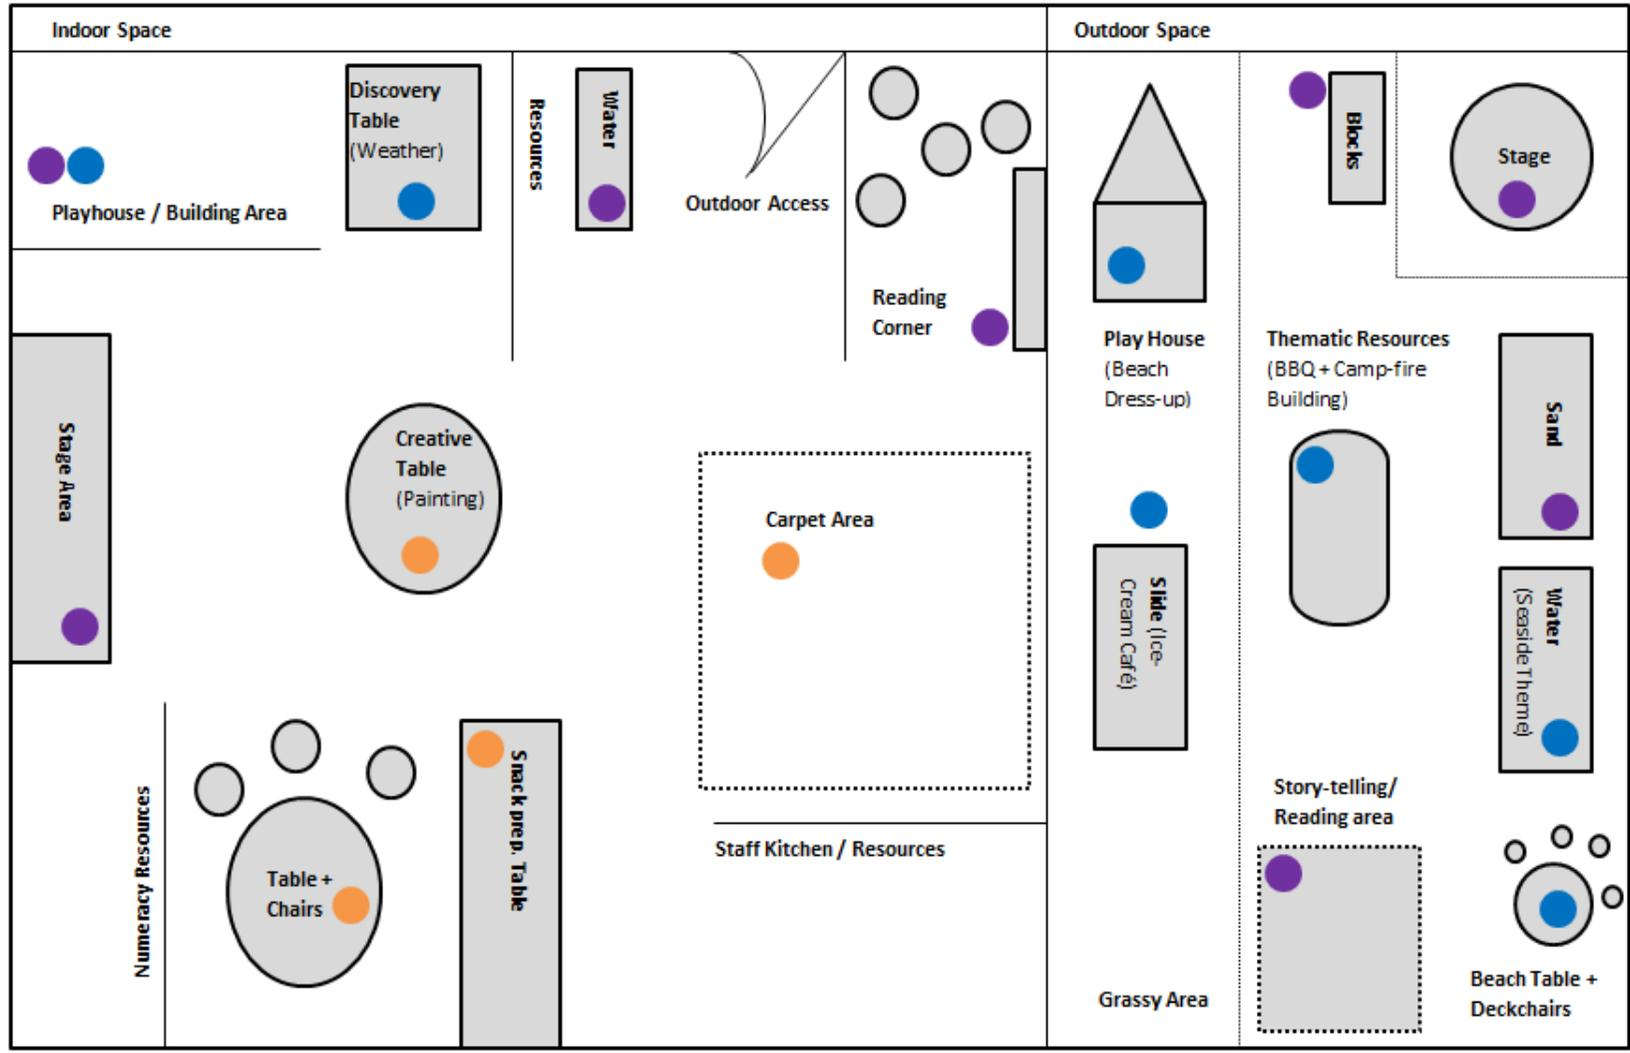 Indoor Space
Outdoor Space
Discovery
Table
(Weather)
Resources
Water
Outdoor Access
Playhouse / Building Area
Reading
Corner
Blocks
Stage
Play House
(Beach
Dress-up)
Thematic Resources
(BBQ + Camp-fire
Building)
Sand
Stage Area
Creative
Table
(Painting)
Carpet Area
Slide (Ice-
Cream Café)
Water
(Seaside Theme)
Numeracy Resources
Table +
Chairs
Snack prep. Table
Staff Kitchen / Resources
Story-telling/
Reading area
Grassy Area
Beach Table +
Deckchairs